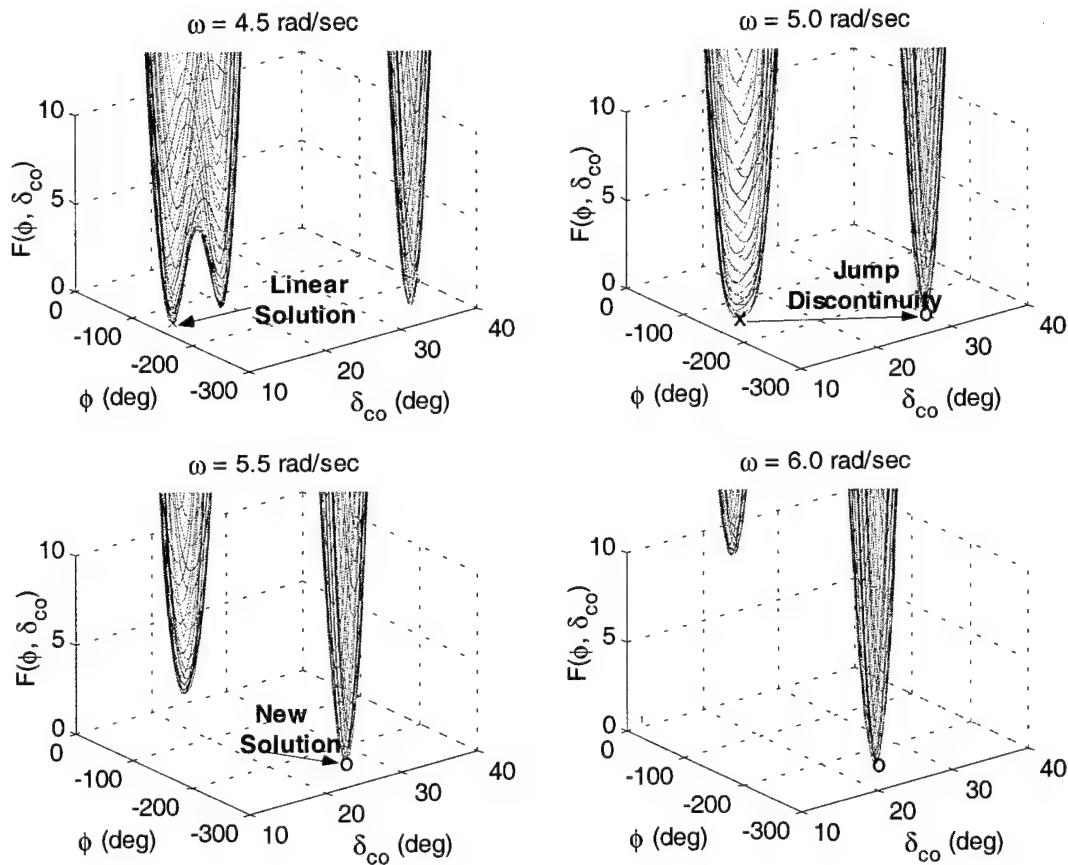 ω = 4.5 rad/sec
10
5
0
F(φ, δco)
0
-100
-200
-300
φ (deg)
10
20
30
40
δco (deg)
Linear
Solution
ω = 5.0 rad/sec
10
5
0
F(φ, δco)
0
-100
-200
-300
φ (deg)
10
20
30
40
δco (deg)
Jump
Discontinuity
x
o
ω = 5.5 rad/sec
10
5
0
F(φ, δco)
0
-100
-200
-300
φ (deg)
10
20
30
40
δco (deg)
New
Solution
o
ω = 6.0 rad/sec
10
5
0
F(φ, δco)
0
-100
-200
-300
φ (deg)
10
20
30
40
δco (deg)
o